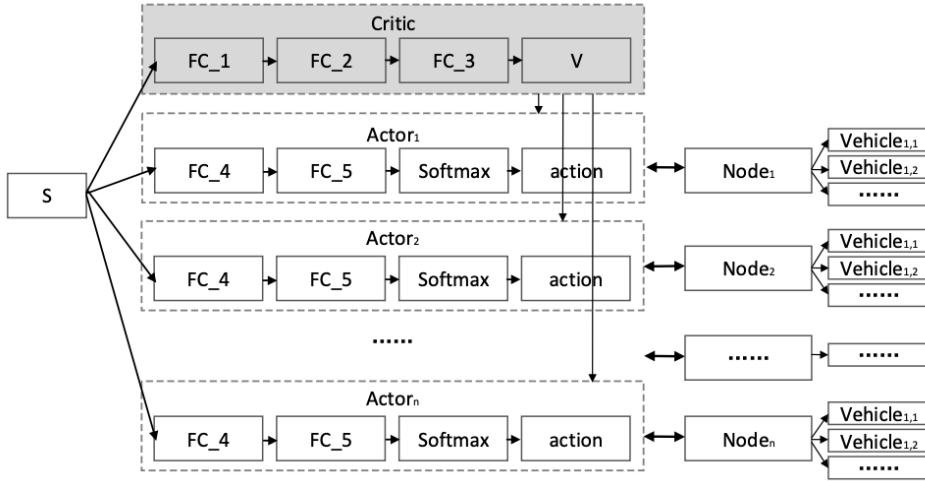 Critic
FC_1 FC_2 FC_3 V
Actor₁
FC_4 FC_5 Softmax action
Node₁
Vehicle₁,₁
Vehicle₁,₂
......
S
Actor₂
FC_4 FC_5 Softmax action
Node₂
Vehicle₁,₁
Vehicle₁,₂
......
......
......
......
Actorₙ
FC_4 FC_5 Softmax action
Nodeₙ
Vehicle₁,₁
Vehicle₁,₂
......